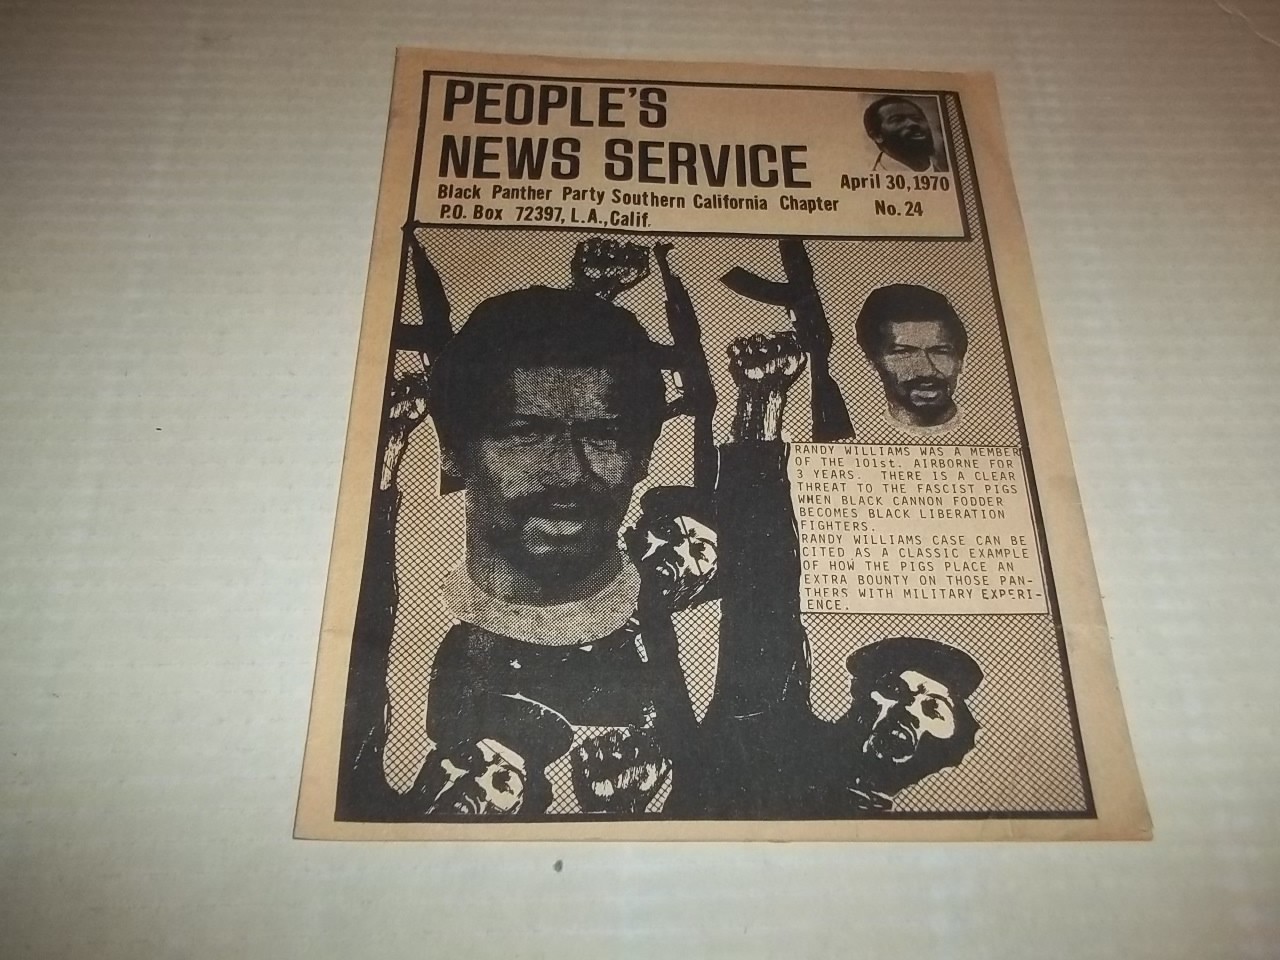 PEOPLE'S
NEWS SERVICE
Black Panther Party Southern California Chapter
P.O. Box 72397, L.A., Calif.
April 30, 1970
No. 24
RANDY WILLIAMS WAS A MEMBER
OF THE 101st. AIRBORNE FOR
3 YEARS. THERE IS A CLEAR
THREAT TO THE FASCIST PIGS
WHEN BLACK CANNON FODDER
BECOMES BLACK LIBERATION
FIGHTERS.
RANDY WILLIAMS CASE CAN BE
CITED AS A CLASSIC EXAMPLE
OF HOW THE PIGS PLACE AN
EXTRA BOUNTY ON THOSE PAN-
THERS WITH MILITARY EXPERI-
ENCE.